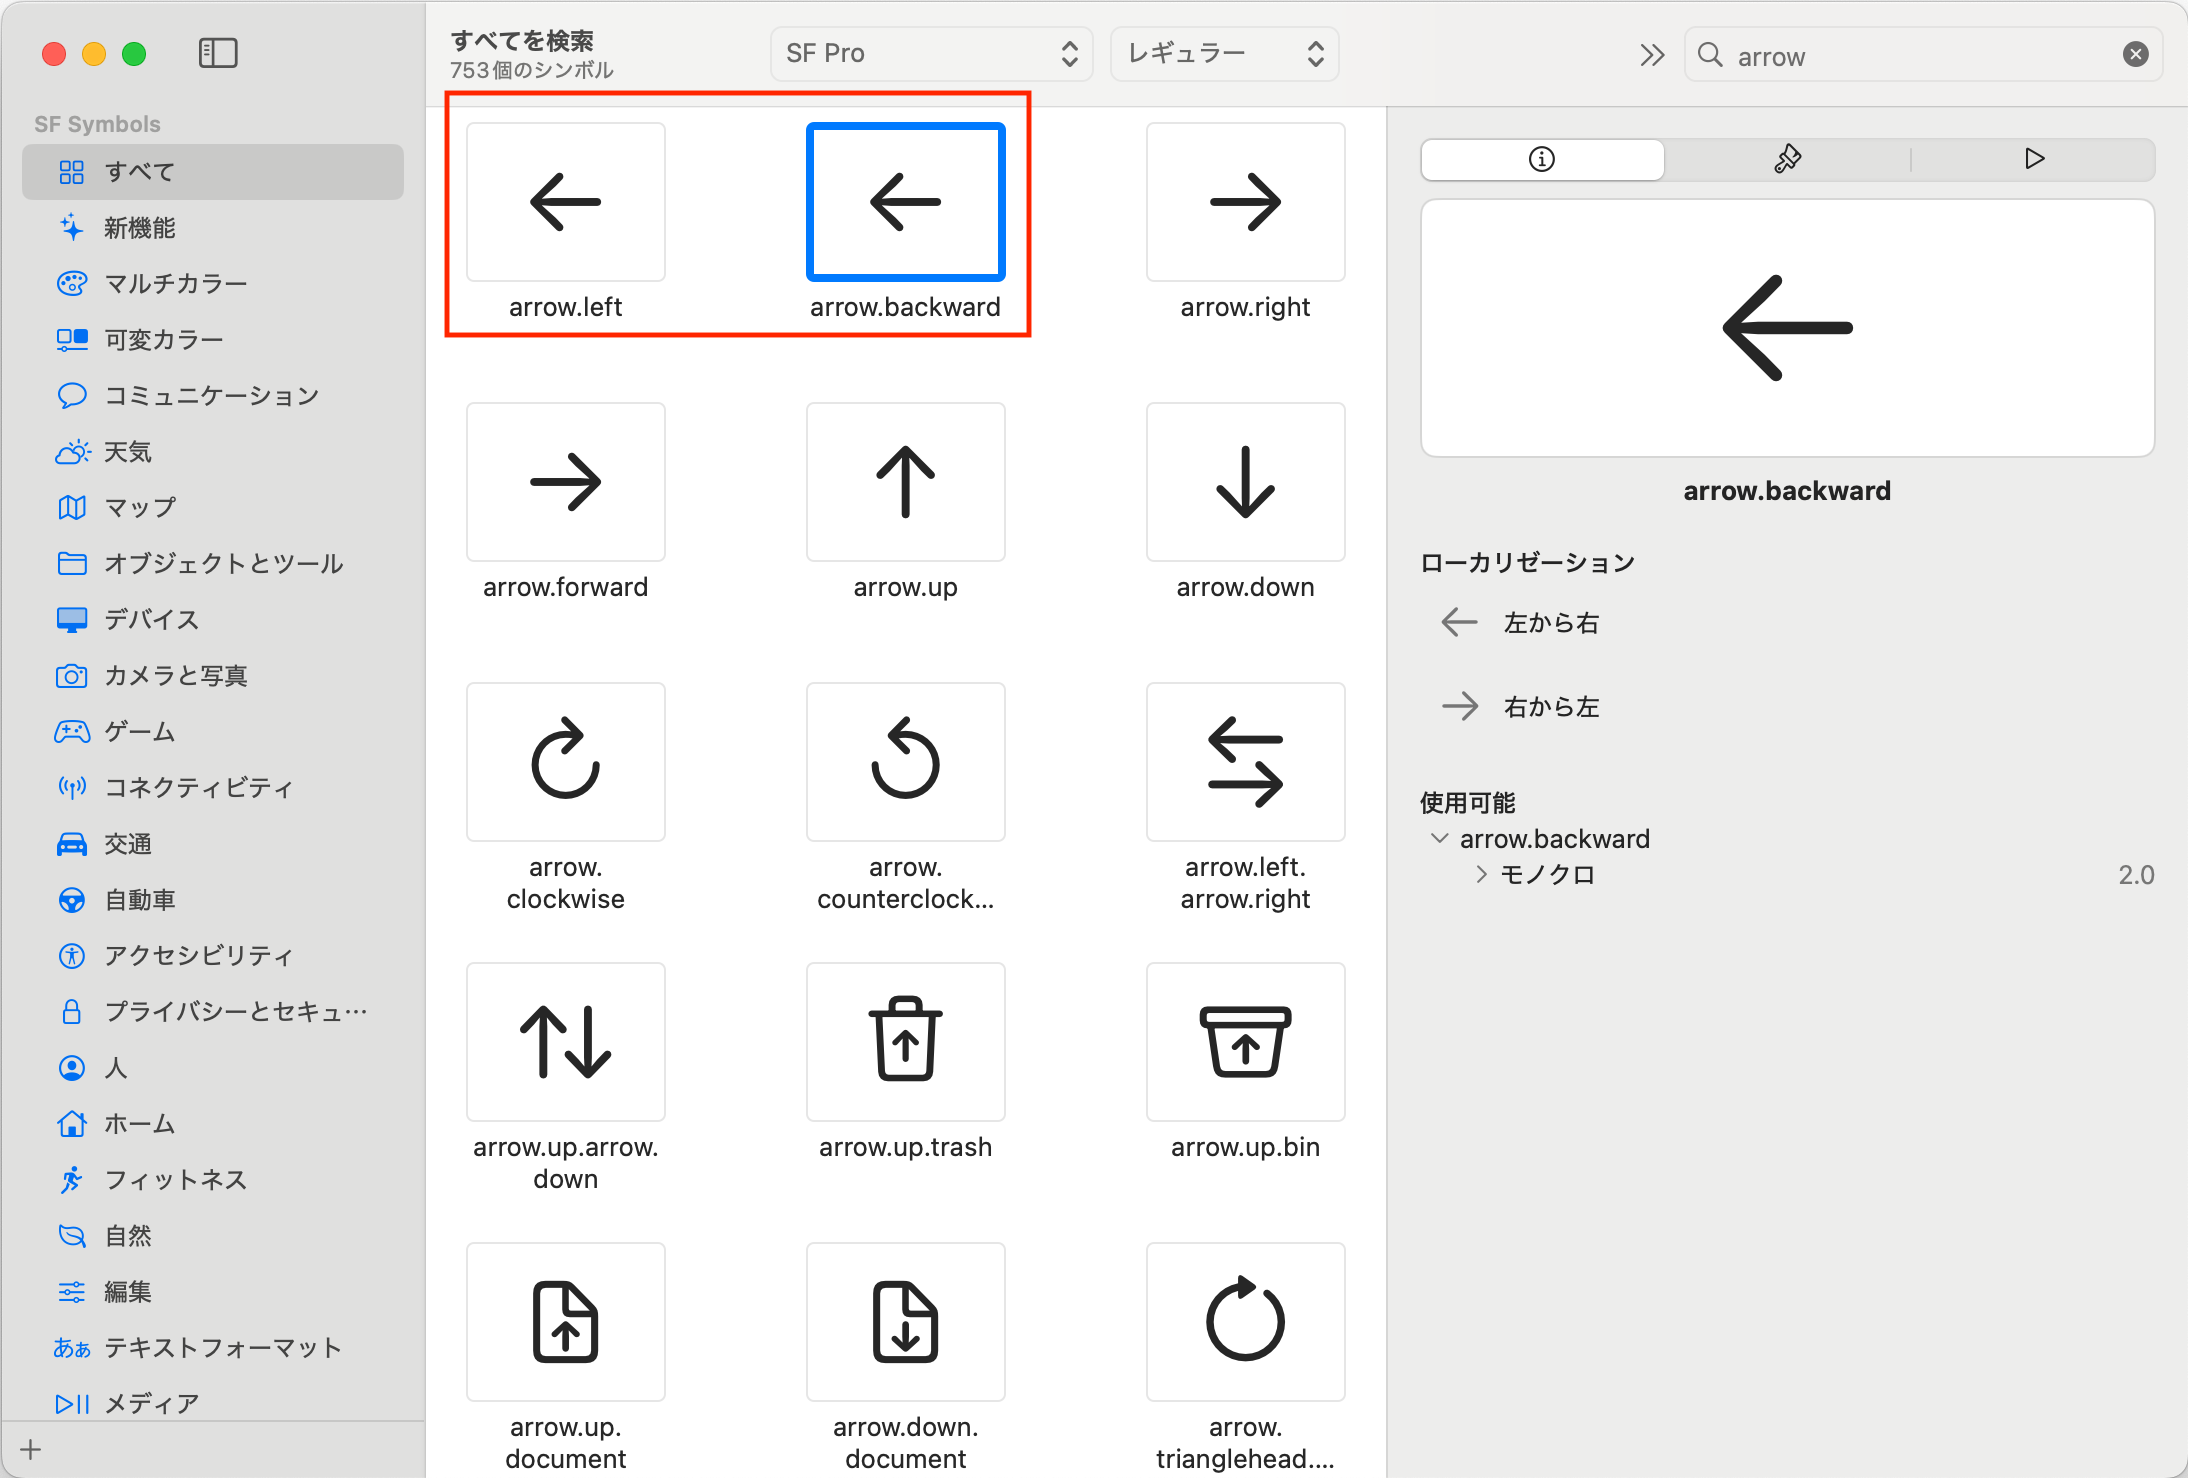 すべてを検索
753個のシンボル
SF Pro
レギュラー
arrow
SF Symbols
すべて
新機能
マルチカラー
可変カラー
コミュニケーション
天気
マップ
オブジェクトとツール
デバイス
カメラと写真
ゲーム
コネクティビティ
交通
自動車
アクセシビリティ
プライバシーとセキュ…
人
ホーム
フィットネス
自然
編集
あぁ テキストフォーマット
メディア
arrow.left
arrow.backward
arrow.right
arrow.forward
arrow.up
arrow.down
arrow.
clockwise
arrow.
counterclock...
arrow.left.
arrow.right
arrow.up.arrow.
down
arrow.up.trash
arrow.up.bin
arrow.up.
document
arrow.down.
document
arrow.
trianglehead....
arrow.backward
ローカリゼーション
左から右
右から左
使用可能
arrow.backward
モノクロ 2.0